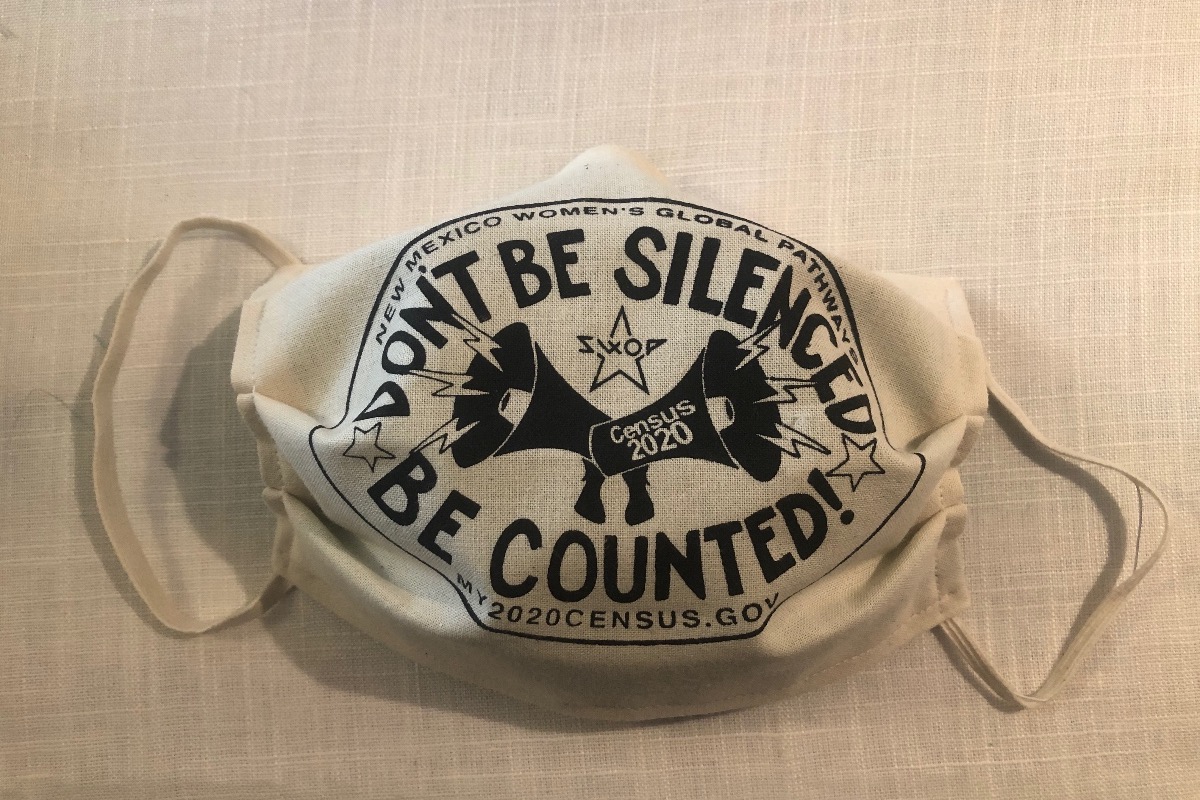 NEW MEXICO WOMEN'S GLOBAL PATHWAYS
DON'T BE SILENCED
SWOP
Census
2020
BE COUNTED!
MY2020CENSUS.GOV